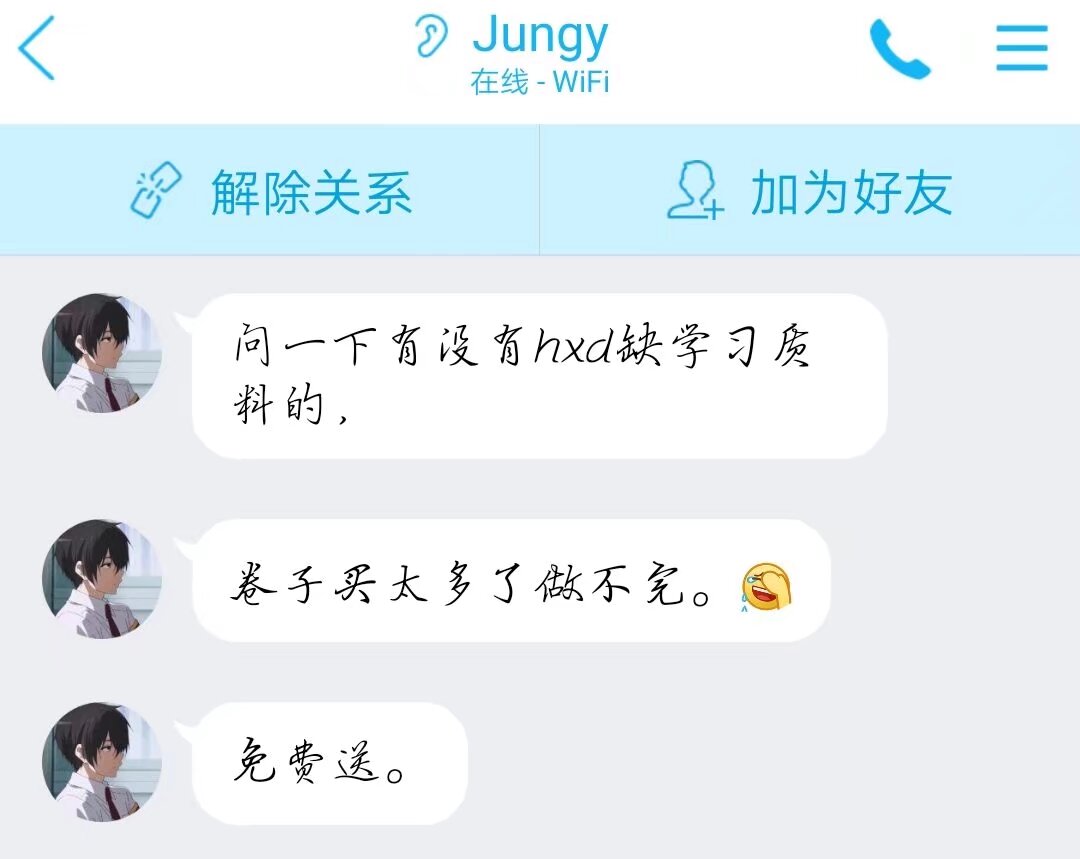 Jungy
在线 - WiFi
解除关系
加为好友
问一下有没有hxd缺学习质
料的，
卷子买太多了做不完。
免费送。